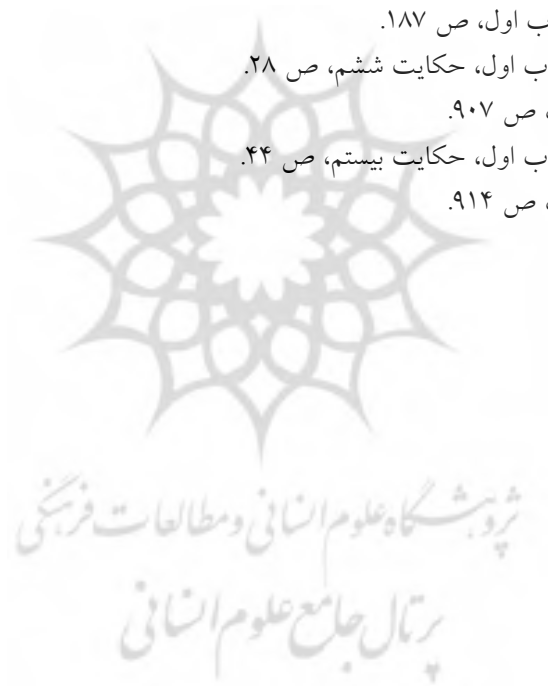 ب اول، ص ۱۸۷.
ب اول، حکایت ششم، ص ۲۸.
، ص ۹۰۷.
ب اول، حکایت بیستم، ص ۴۴.
، ص ۹۱۴.
پژوهشگاه علوم انسانی و مطالعات فرهنگی
پرتال جامع علوم انسانی